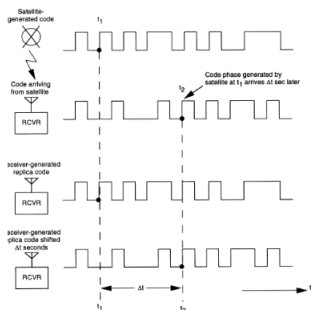 Satellite-
generated code
t₁
Code arriving
from satellite
t₂
Code phase generated by
satellite at t₁ arrives Δt sec later
RCVR
eceiver-generated
replica code
RCVR
eceiver-generated
plica code shifted
Δt seconds
RCVR
Δt
t
t₁
t₂